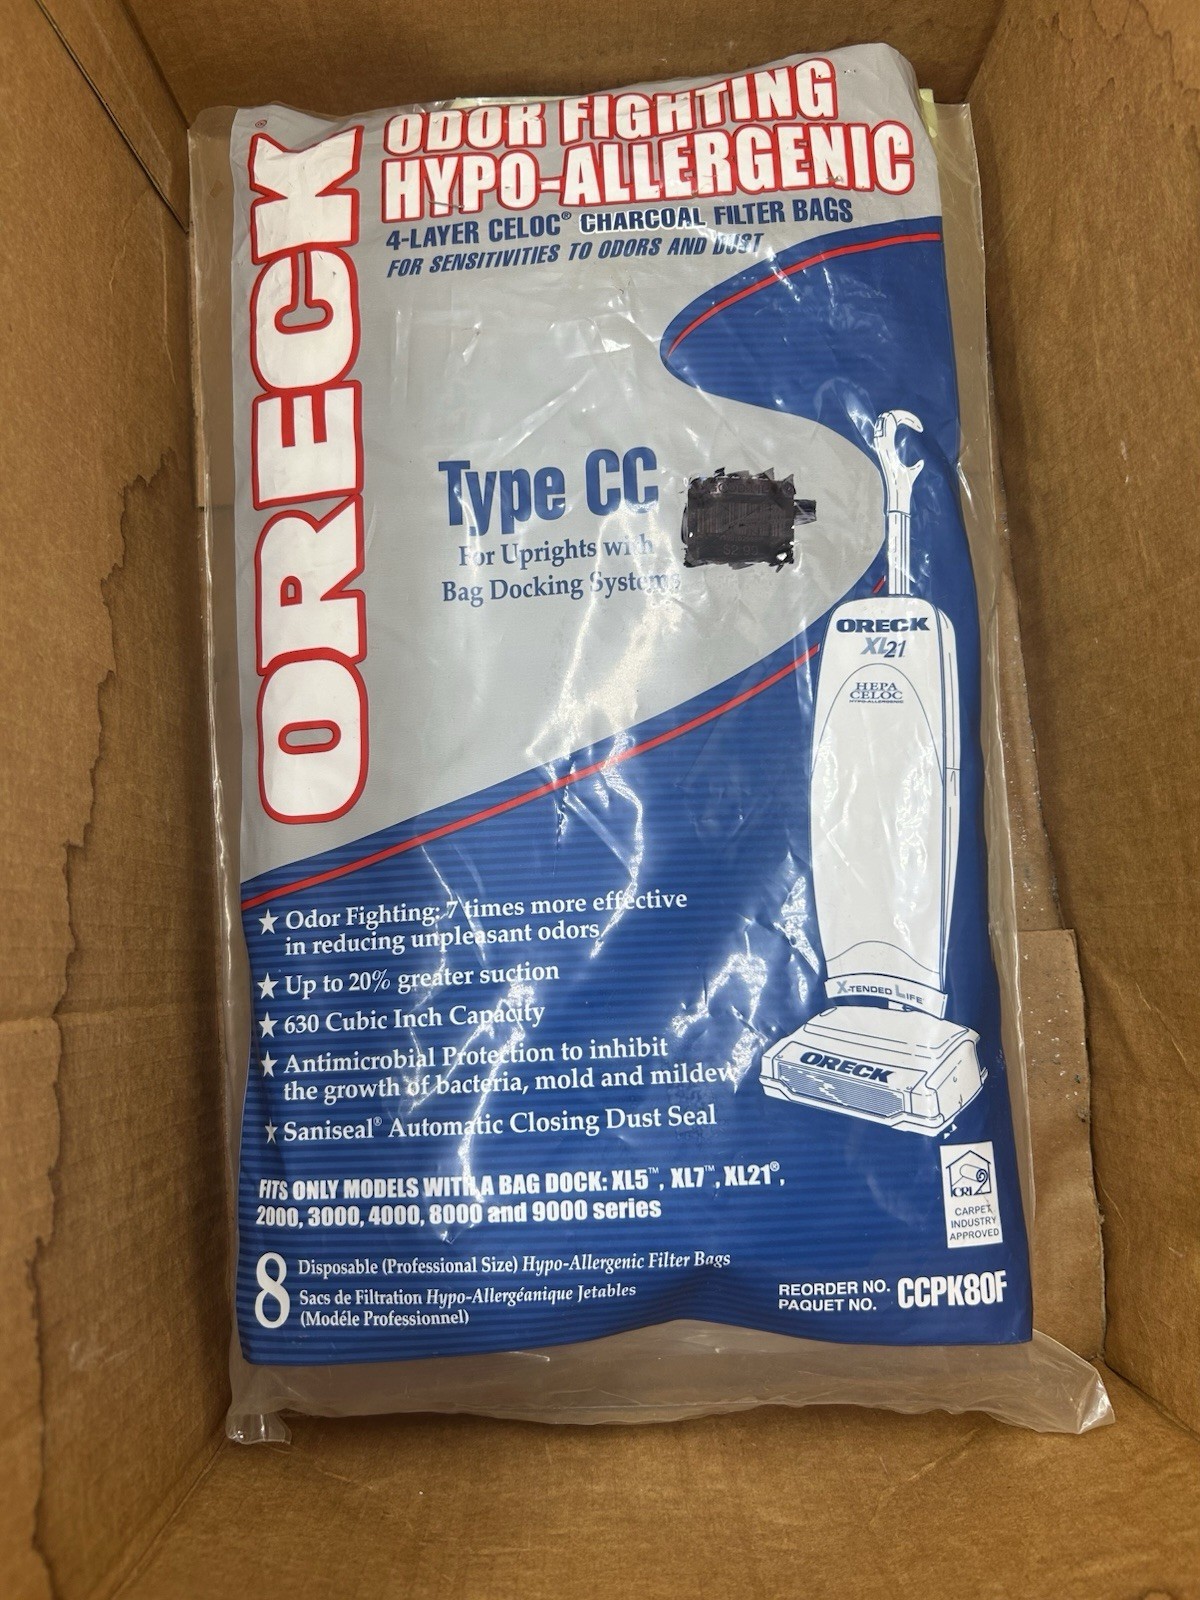 ORECK®
ODOR FIGHTING
HYPO-ALLERGENIC
4-LAYER CELOC® CHARCOAL FILTER BAGS
FOR SENSITIVITIES TO ODORS AND DUST
Type CC
For Uprights with
Bag Docking Systems
$2.99
ORECK
XL21
HEPA
CELOC
HYPO-ALLERGENIC
X-TENDED LIFE
ORECK
★ Odor Fighting: 7 times more effective
in reducing unpleasant odors
★ Up to 20% greater suction
★ 630 Cubic Inch Capacity
★ Antimicrobial Protection to inhibit
the growth of bacteria, mold and mildew
★ Saniseal® Automatic Closing Dust Seal
FITS ONLY MODELS WITH A BAG DOCK: XL5™, XL7™, XL21®,
2000, 3000, 4000, 8000 and 9000 series
8 Disposable (Professional Size) Hypo-Allergenic Filter Bags
Sacs de Filtration Hypo-Allergéanique Jetables
(Modéle Professionnel)
CRI
CARPET
INDUSTRY
APPROVED
REORDER NO. CCPK80F
PAQUET NO.